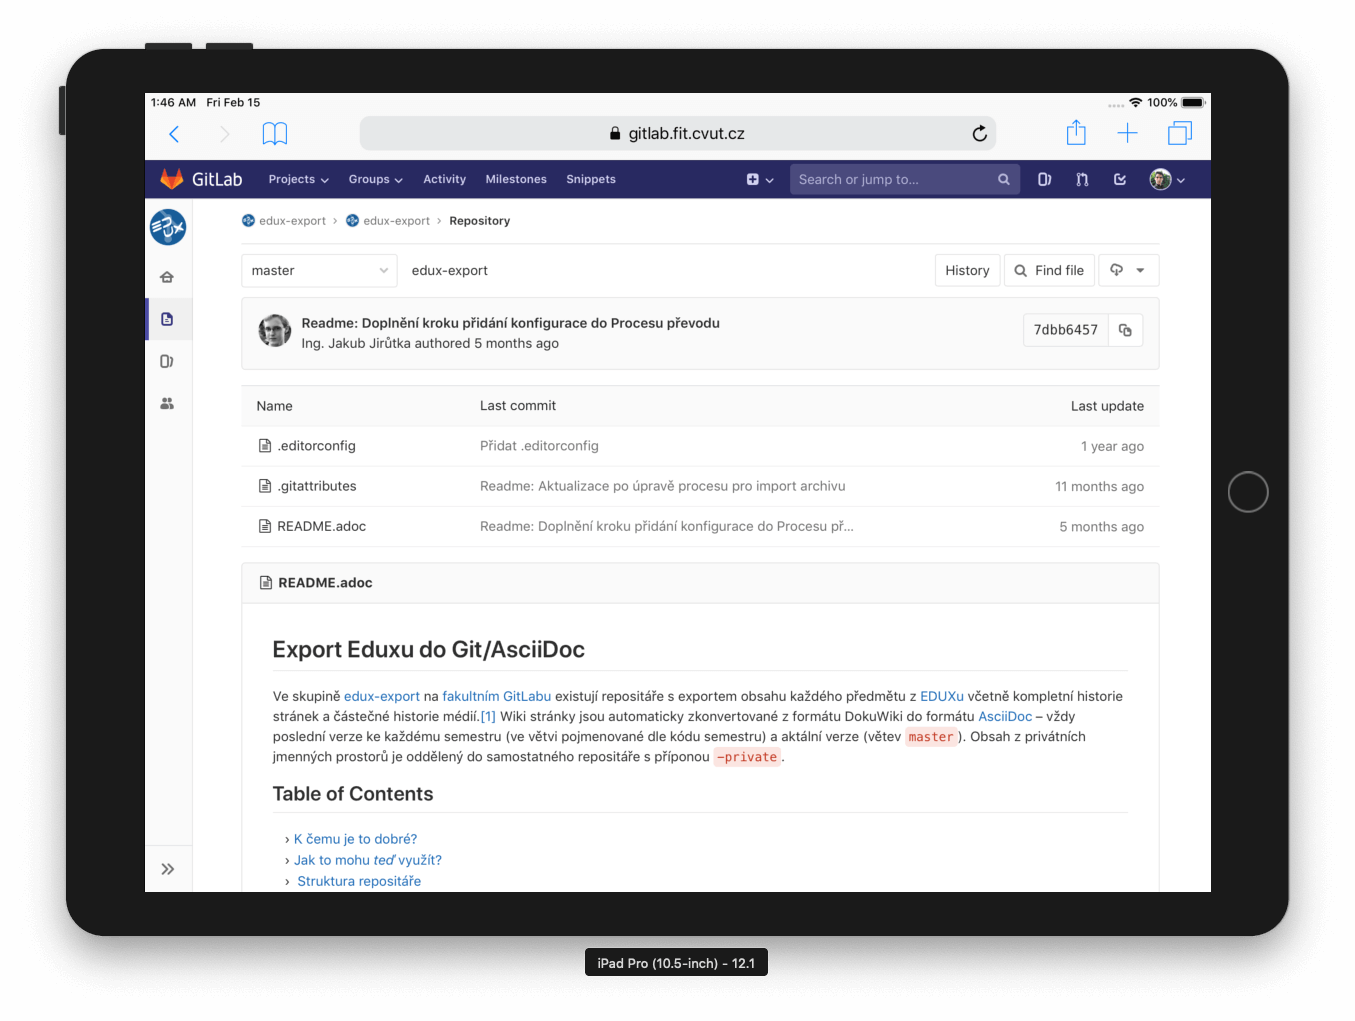 1:46 AM Fri Feb 15 100%
gitlab.fit.cvut.cz
GitLab Projects Groups Activity Milestones Snippets Search or jump to...
edux-export › edux-export › Repository
master edux-export History Find file
Readme: Doplnění kroku přidání konfigurace do Procesu převodu
Ing. Jakub Jirůtka authored 5 months ago
7dbb6457
Name Last commit Last update
.editorconfig Přidat .editorconfig 1 year ago
.gitattributes Readme: Aktualizace po úpravě procesu pro import archivu 11 months ago
README.adoc Readme: Doplnění kroku přidání konfigurace do Procesu př... 5 months ago
README.adoc
Export Eduxu do Git/AsciiDoc
Ve skupině edux-export na fakultním GitLabu existují repositáře s exportem obsahu každého předmětu z EDUXu včetně kompletní historie
stránek a částečné historie médií.[1] Wiki stránky jsou automaticky zkonvertované z formátu DokuWiki do formátu AsciiDoc – vždy
poslední verze ke každému semestru (ve větvi pojmenované dle kódu semestru) a aktální verze (větev master). Obsah z privátních
jmenných prostorů je oddělený do samostatného repositáře s příponou -private.
Table of Contents
› K čemu je to dobré?
› Jak to mohu teď využít?
› Struktura repositáře
iPad Pro (10.5-inch) - 12.1